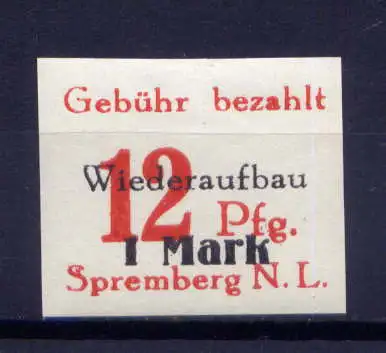 Gebühr bezahlt
Wiederaufbau
12 Pfg.
1 Mark
Spremberg N. L.